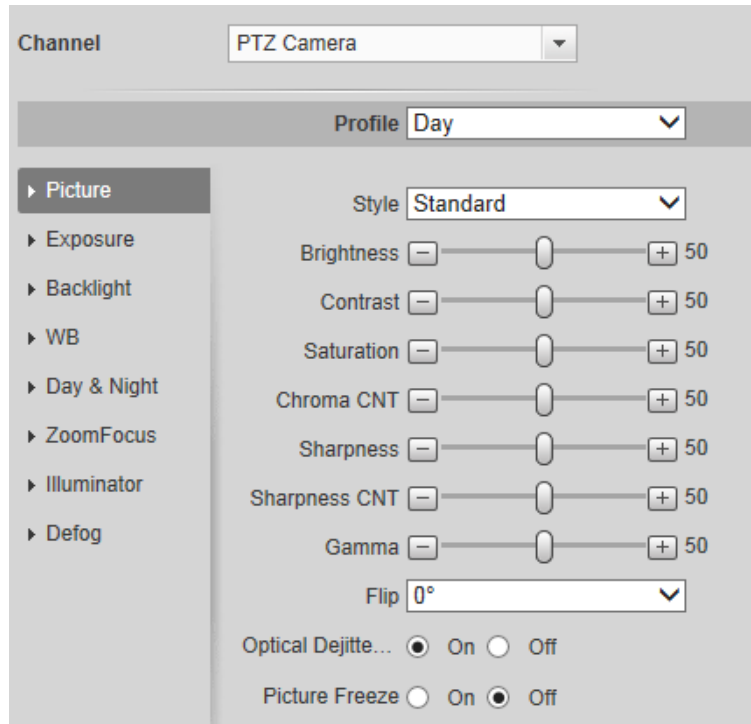 Channel PTZ Camera
Profile Day
Picture
Style Standard
Exposure
Brightness 50
Backlight
Contrast 50
WB
Saturation 50
Day & Night
Chroma CNT 50
ZoomFocus
Sharpness 50
Illuminator
Sharpness CNT 50
Defog
Gamma 50
Flip 0°
Optical Dejitte... On Off
Picture Freeze On Off